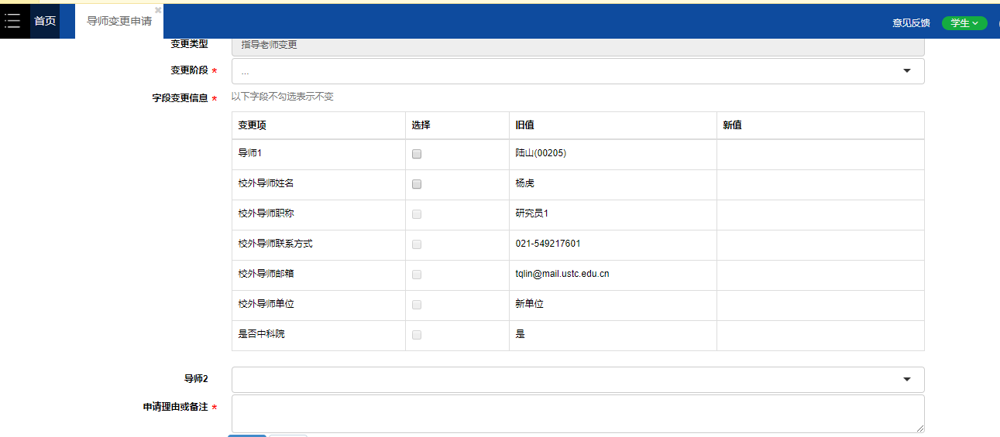 首页 导师变更申请 意见反馈 学生
变更类型 指导老师变更
变更阶段 * ...
字段变更信息 * 以下字段不勾选表示不变
变更项 选择 旧值 新值
导师1 陆山(00205)
校外导师姓名 杨虎
校外导师职称 研究员1
校外导师联系方式 021-549217601
校外导师邮箱 tqlin@mail.ustc.edu.cn
校外导师单位 新单位
是否中科院 是
导师2
申请理由或备注 *